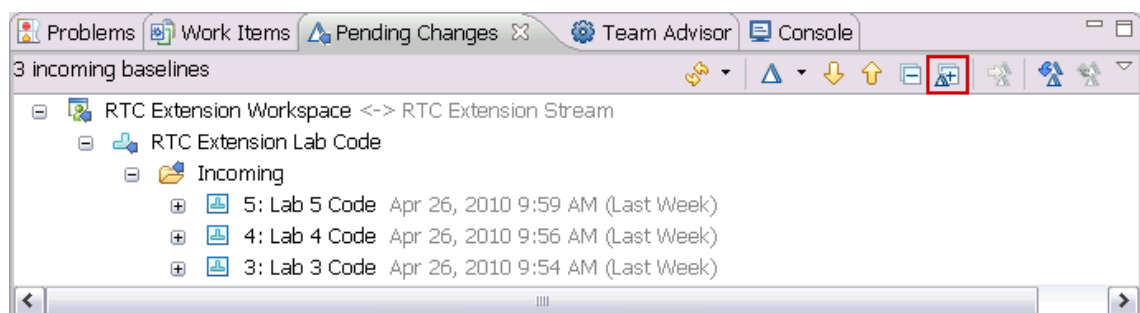 Problems Work Items Pending Changes Team Advisor Console
3 incoming baselines
RTC Extension Workspace <-> RTC Extension Stream
RTC Extension Lab Code
Incoming
5: Lab 5 Code Apr 26, 2010 9:59 AM (Last Week)
4: Lab 4 Code Apr 26, 2010 9:56 AM (Last Week)
3: Lab 3 Code Apr 26, 2010 9:54 AM (Last Week)